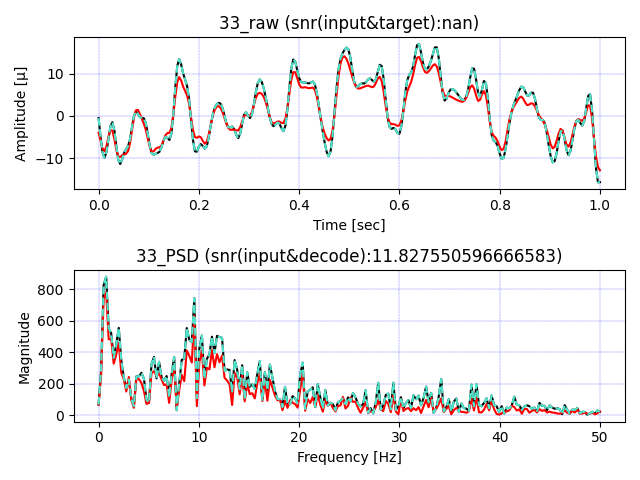 33_raw (snr(input&target):nan)
10
0
−10
Amplitude [µ]
0.0 0.2 0.4 0.6 0.8 1.0
Time [sec]
33_PSD (snr(input&decode):11.827550596666583)
800
600
400
200
0
Magnitude
0 10 20 30 40 50
Frequency [Hz]